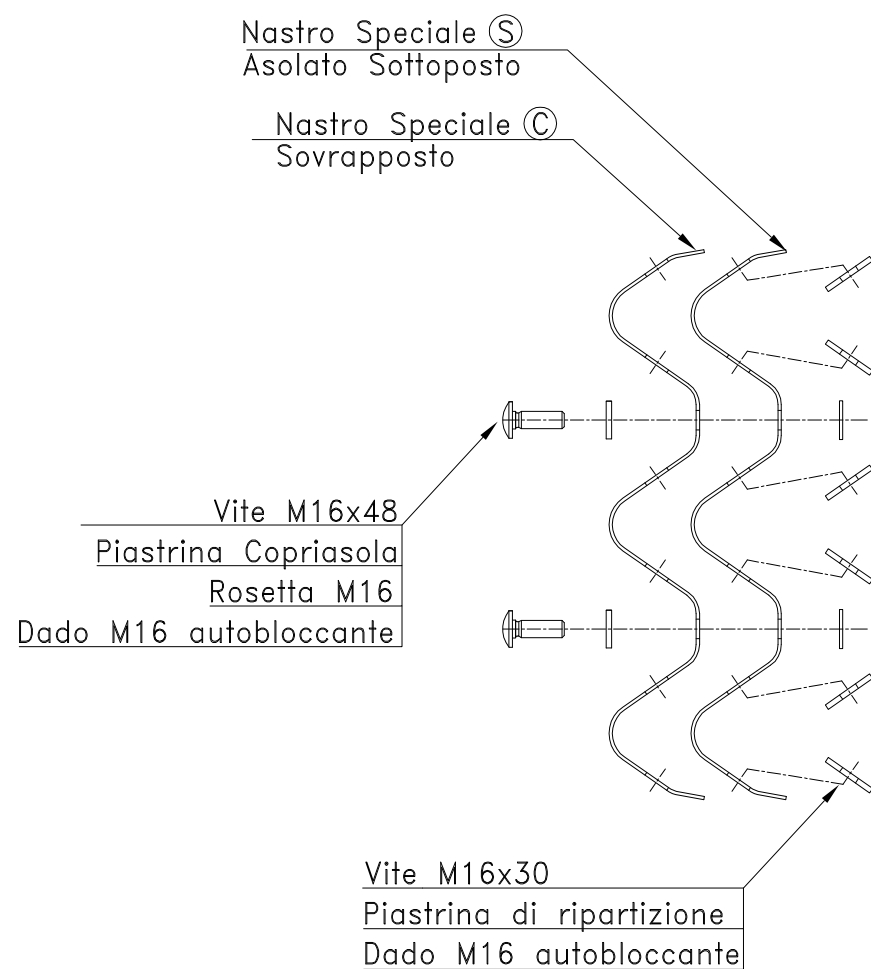 Nastro Speciale Ⓢ
Asolato Sottoposto
Nastro Speciale Ⓒ
Sovrapposto
Vite M16x48
Piastrina Copriasola
Rosetta M16
Dado M16 autobloccante
Vite M16x30
Piastrina di ripartizione
Dado M16 autobloccante